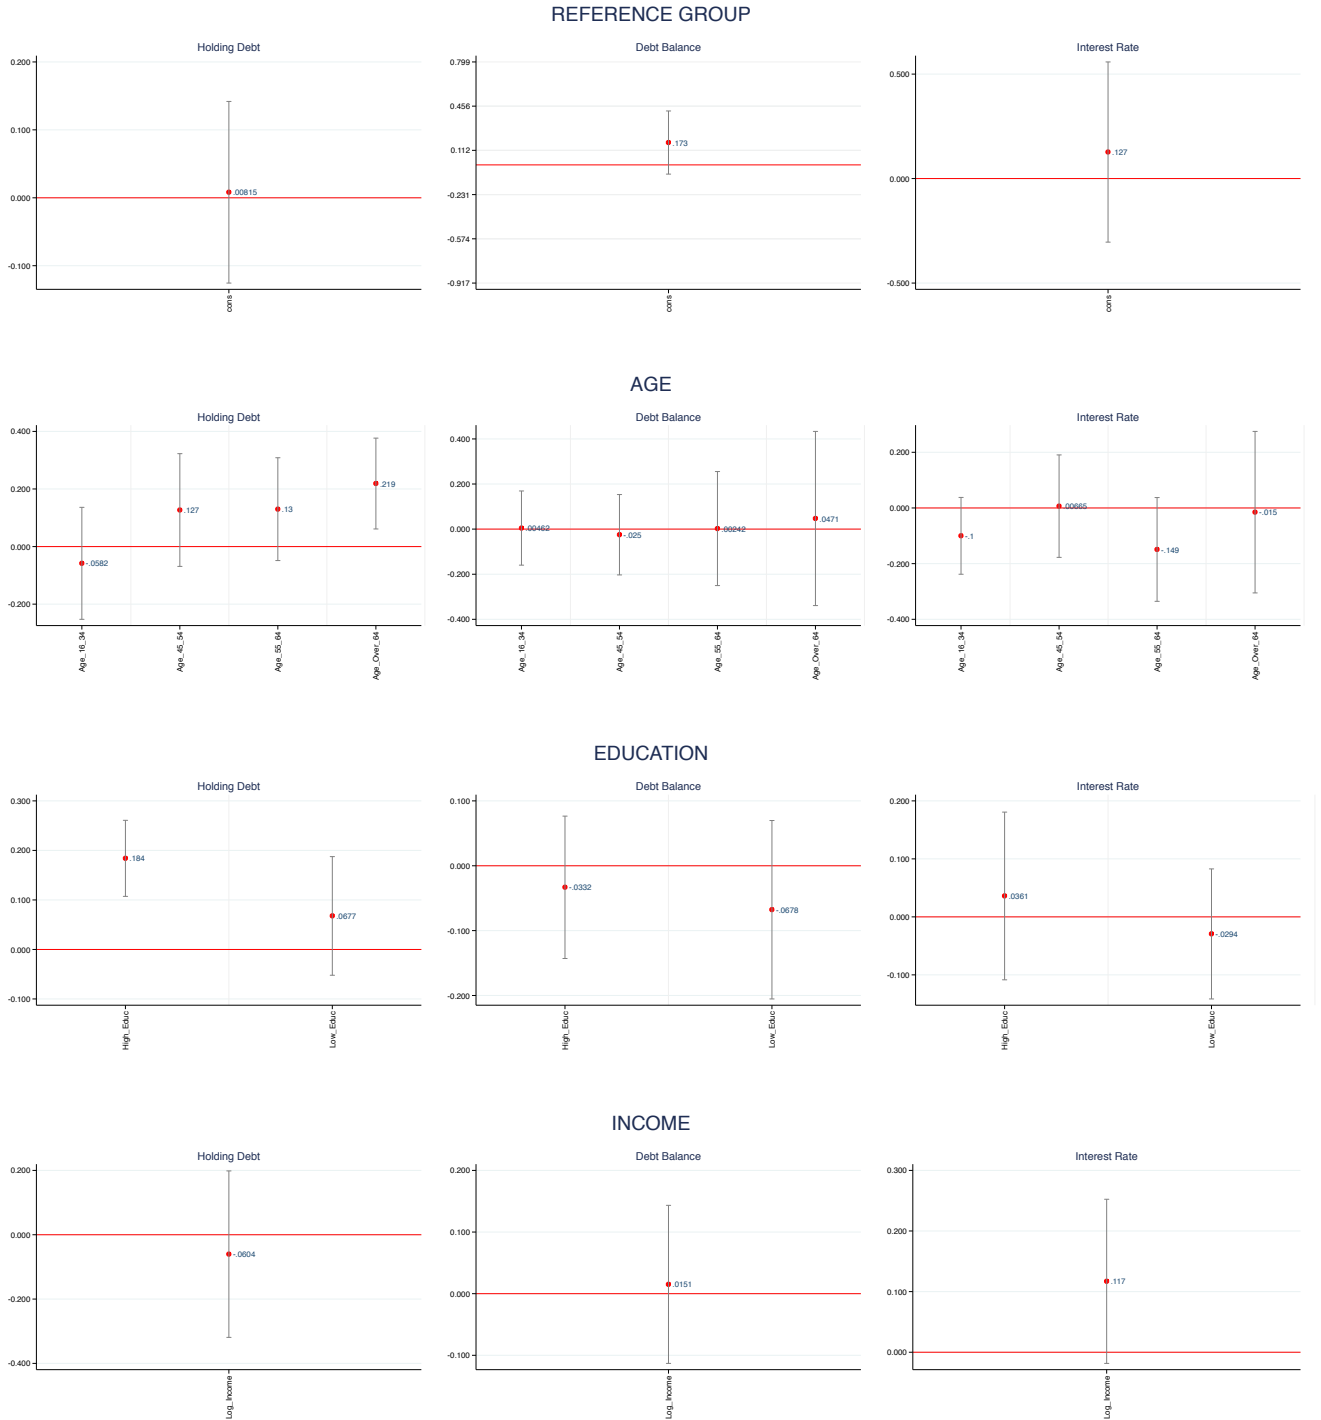 REFERENCE GROUP
Holding Debt
Debt Balance
Interest Rate
0.200
0.100
0.000
-0.100
.00815
cons
0.799
0.456
0.112
-0.231
-0.574
-0.917
.173
cons
0.500
0.000
-0.500
.127
cons
AGE
Holding Debt
Debt Balance
Interest Rate
0.400
0.200
0.000
-0.200
-.0582
.127
.13
.219
Age_16_34
Age_45_54
Age_55_64
Age_Over_64
0.400
0.200
0.000
-0.200
-0.400
.00462
-.025
.00242
.0471
Age_16_34
Age_45_54
Age_55_64
Age_Over_64
0.200
0.000
-0.200
-0.400
-.1
.00665
-.149
-.015
Age_16_34
Age_45_54
Age_55_64
Age_Over_64
EDUCATION
Holding Debt
Debt Balance
Interest Rate
0.300
0.200
0.100
0.000
-0.100
.184
.0677
High_Educ
Low_Educ
0.100
0.000
-0.100
-0.200
-.0332
-.0678
High_Educ
Low_Educ
0.200
0.100
0.000
-0.100
.0361
-.0294
High_Educ
Low_Educ
INCOME
Holding Debt
Debt Balance
Interest Rate
0.200
0.000
-0.200
-0.400
-.0604
Log_Income
0.200
0.100
0.000
-0.100
.0151
Log_Income
0.300
0.200
0.100
0.000
.117
Log_Income